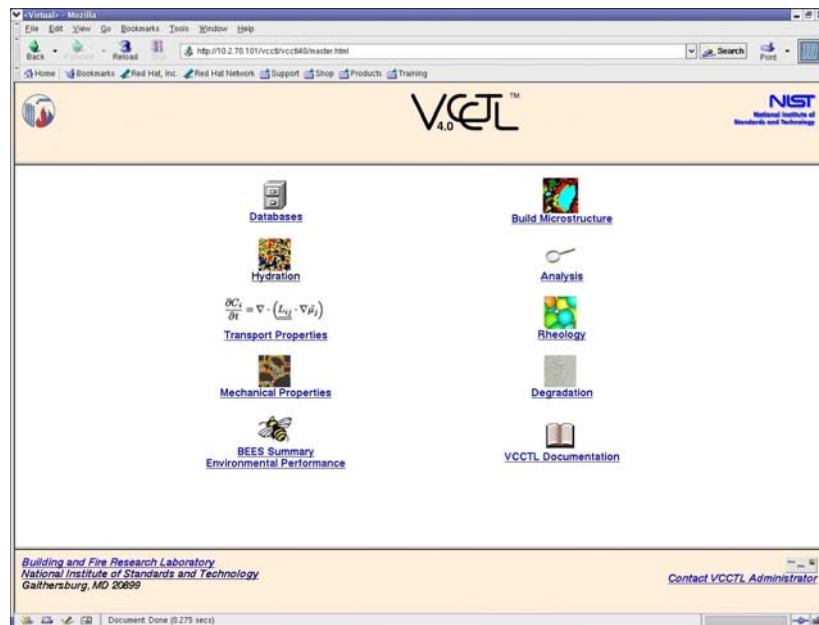 <Virtual> - Mozilla
File Edit View Go Bookmarks Tools Window Help
Back Forward Reload Stop http://10.2.70.101/vcctl/vcctl40/master.html Search Print
Home Bookmarks Red Hat, Inc. Red Hat Network Support Shop Products Training
VCCTL™
4.0
NIST
National Institute of
Standards and Technology
Databases
Build Microstructure
Hydration
Analysis
∂Cᵢ/∂t = ∇ · (Lᵢⱼ · ∇μ̃ⱼ)
Transport Properties
Rheology
Mechanical Properties
Degradation
BEES Summary
Environmental Performance
VCCTL Documentation
Building and Fire Research Laboratory
National Institute of Standards and Technology
Gaithersburg, MD 20899
Contact VCCTL Administrator
Document: Done (0.275 secs)